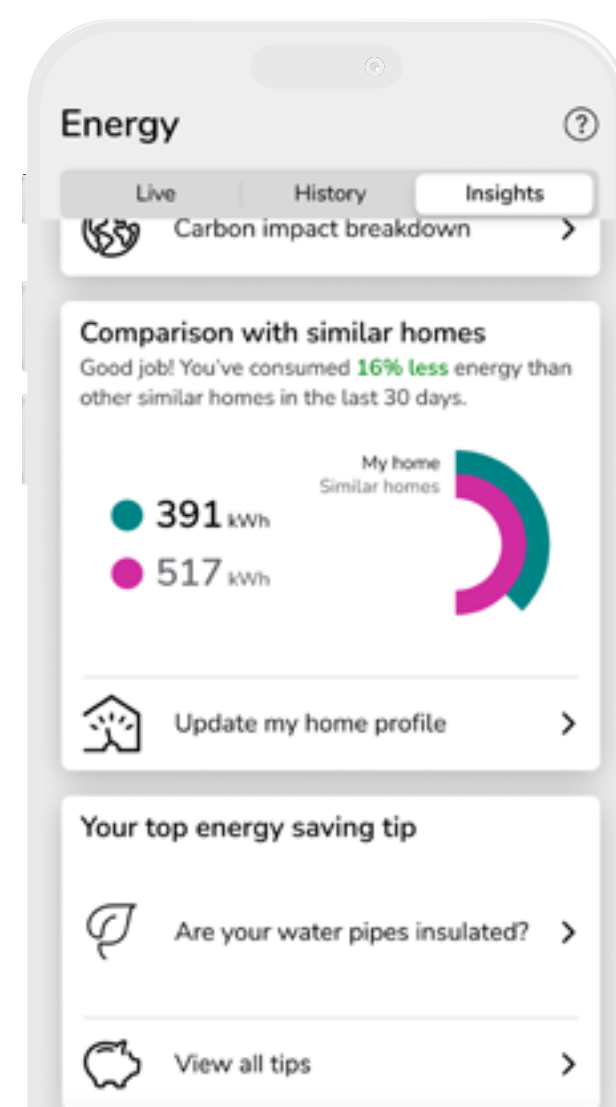 Energy
?
Live History Insights
Carbon impact breakdown
Comparison with similar homes
Good job! You've consumed 16% less energy than
other similar homes in the last 30 days.
My home
Similar homes
391 kWh
517 kWh
Update my home profile
Your top energy saving tip
Are your water pipes insulated?
View all tips